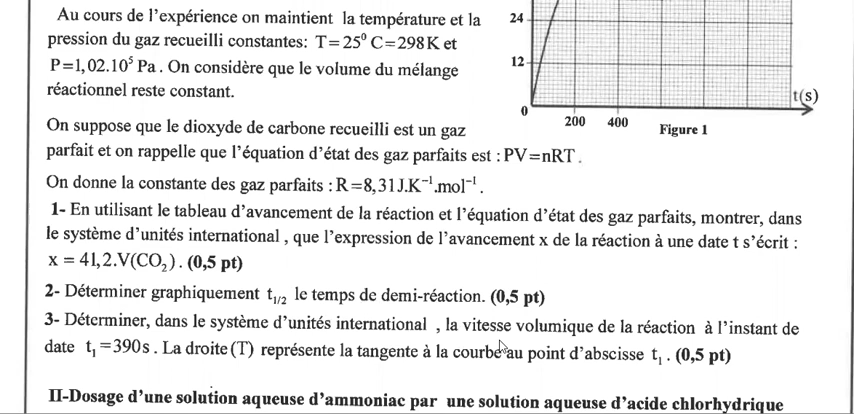 Au cours de l'expérience on maintient la température et la
pression du gaz recueilli constantes: T=25⁰ C=298K et
P=1,02.10⁵ Pa. On considère que le volume du mélange
réactionnel reste constant.
24
12
0
200 400
t(s)
Figure 1
On suppose que le dioxyde de carbone recueilli est un gaz
parfait et on rappelle que l'équation d'état des gaz parfaits est : PV=nRT.
On donne la constante des gaz parfaits : R=8,31J.K⁻¹.mol⁻¹.
1- En utilisant le tableau d'avancement de la réaction et l'équation d'état des gaz parfaits, montrer, dans
le système d'unités international , que l'expression de l'avancement x de la réaction à une date t s'écrit :
x = 41,2.V(CO₂). (0,5 pt)
2- Déterminer graphiquement t₁/₂ le temps de demi-réaction. (0,5 pt)
3- Déterminer, dans le système d'unités international , la vitesse volumique de la réaction à l'instant de
date t₁=390s. La droite (T) représente la tangente à la courbe au point d'abscisse t₁. (0,5 pt)
II-Dosage d'une solution aqueuse d'ammoniac par une solution aqueuse d'acide chlorhydrique